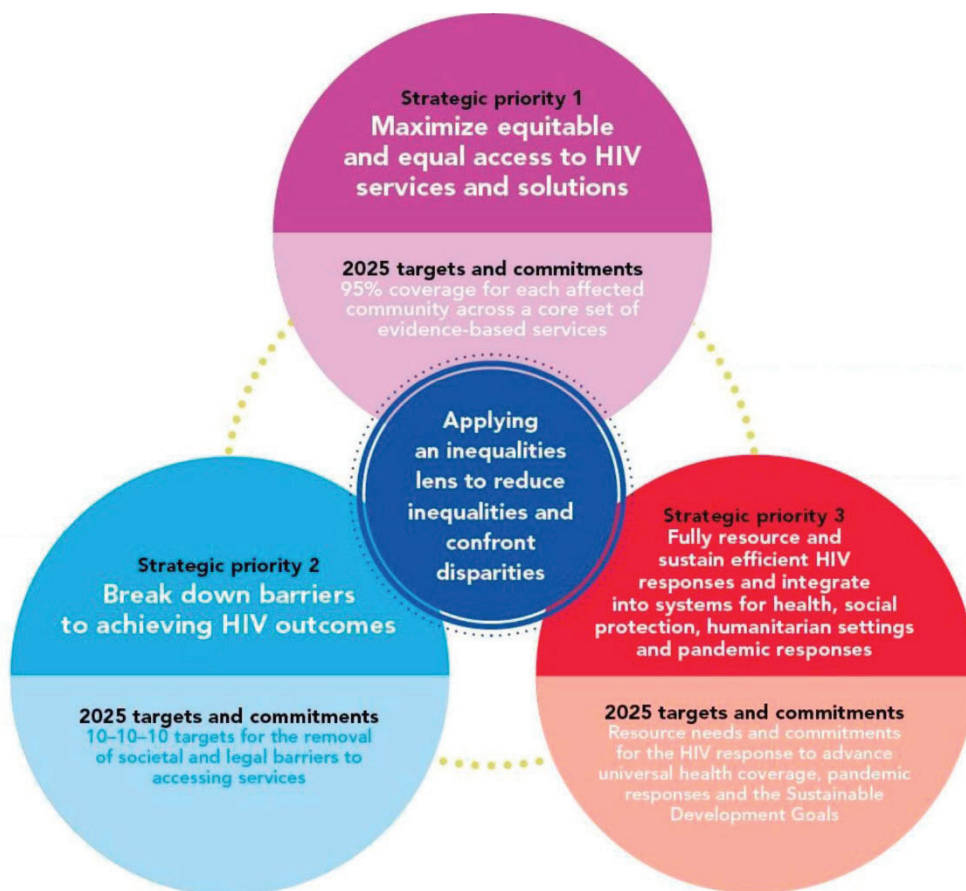 Strategic priority 1
Maximize equitable
and equal access to HIV
services and solutions
2025 targets and commitments
95% coverage for each affected
community across a core set of
evidence-based services
Applying
an inequalities
lens to reduce
inequalities and
confront
disparities
Strategic priority 2
Break down barriers
to achieving HIV outcomes
2025 targets and commitments
10–10–10 targets for the removal
of societal and legal barriers to
accessing services
Strategic priority 3
Fully resource and
sustain efficient HIV
responses and integrate
into systems for health, social
protection, humanitarian settings
and pandemic responses
2025 targets and commitments
Resource needs and commitments
for the HIV response to advance
universal health coverage, pandemic
responses and the Sustainable
Development Goals